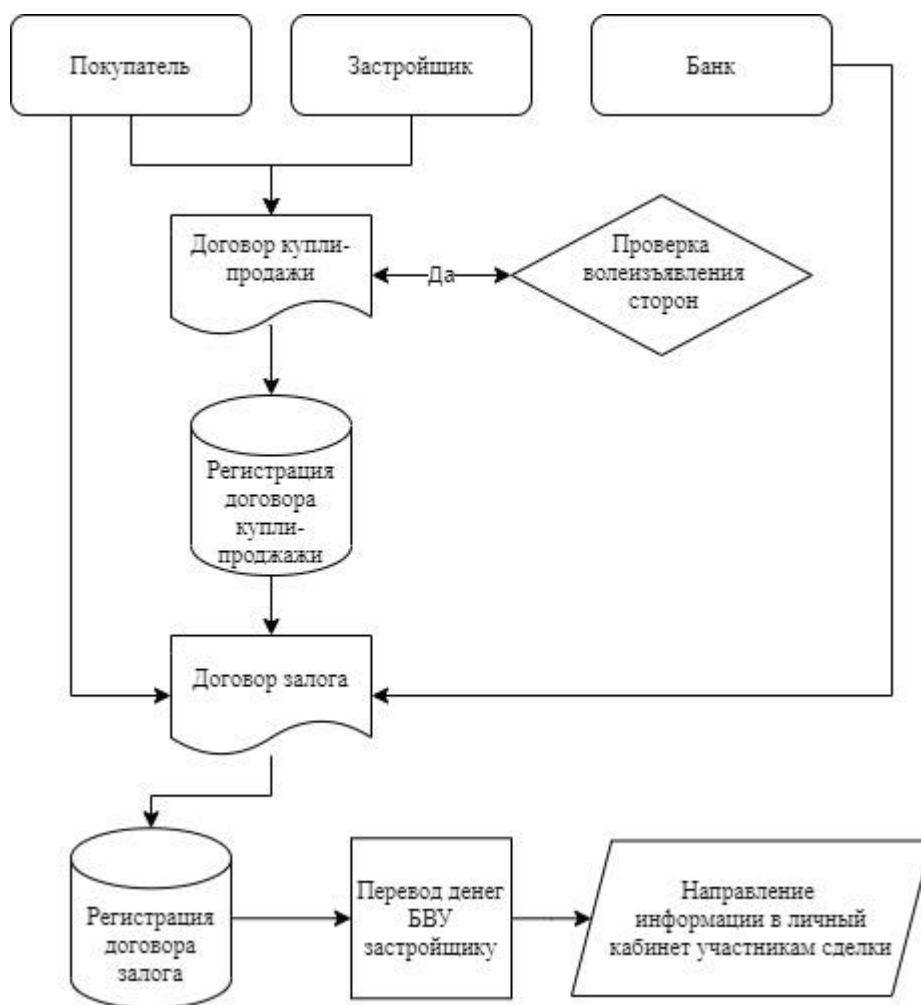 Покупатель
Застройщик
Банк
Договор купли-
продажи
Да
Проверка
волеизъявления
сторон
Регистрация
договора
купли-
проджажи
Договор залога
Регистрация
договора
залога
Перевод денег
БВУ
застройщику
Направление
информации в личный
кабинет участникам сделки